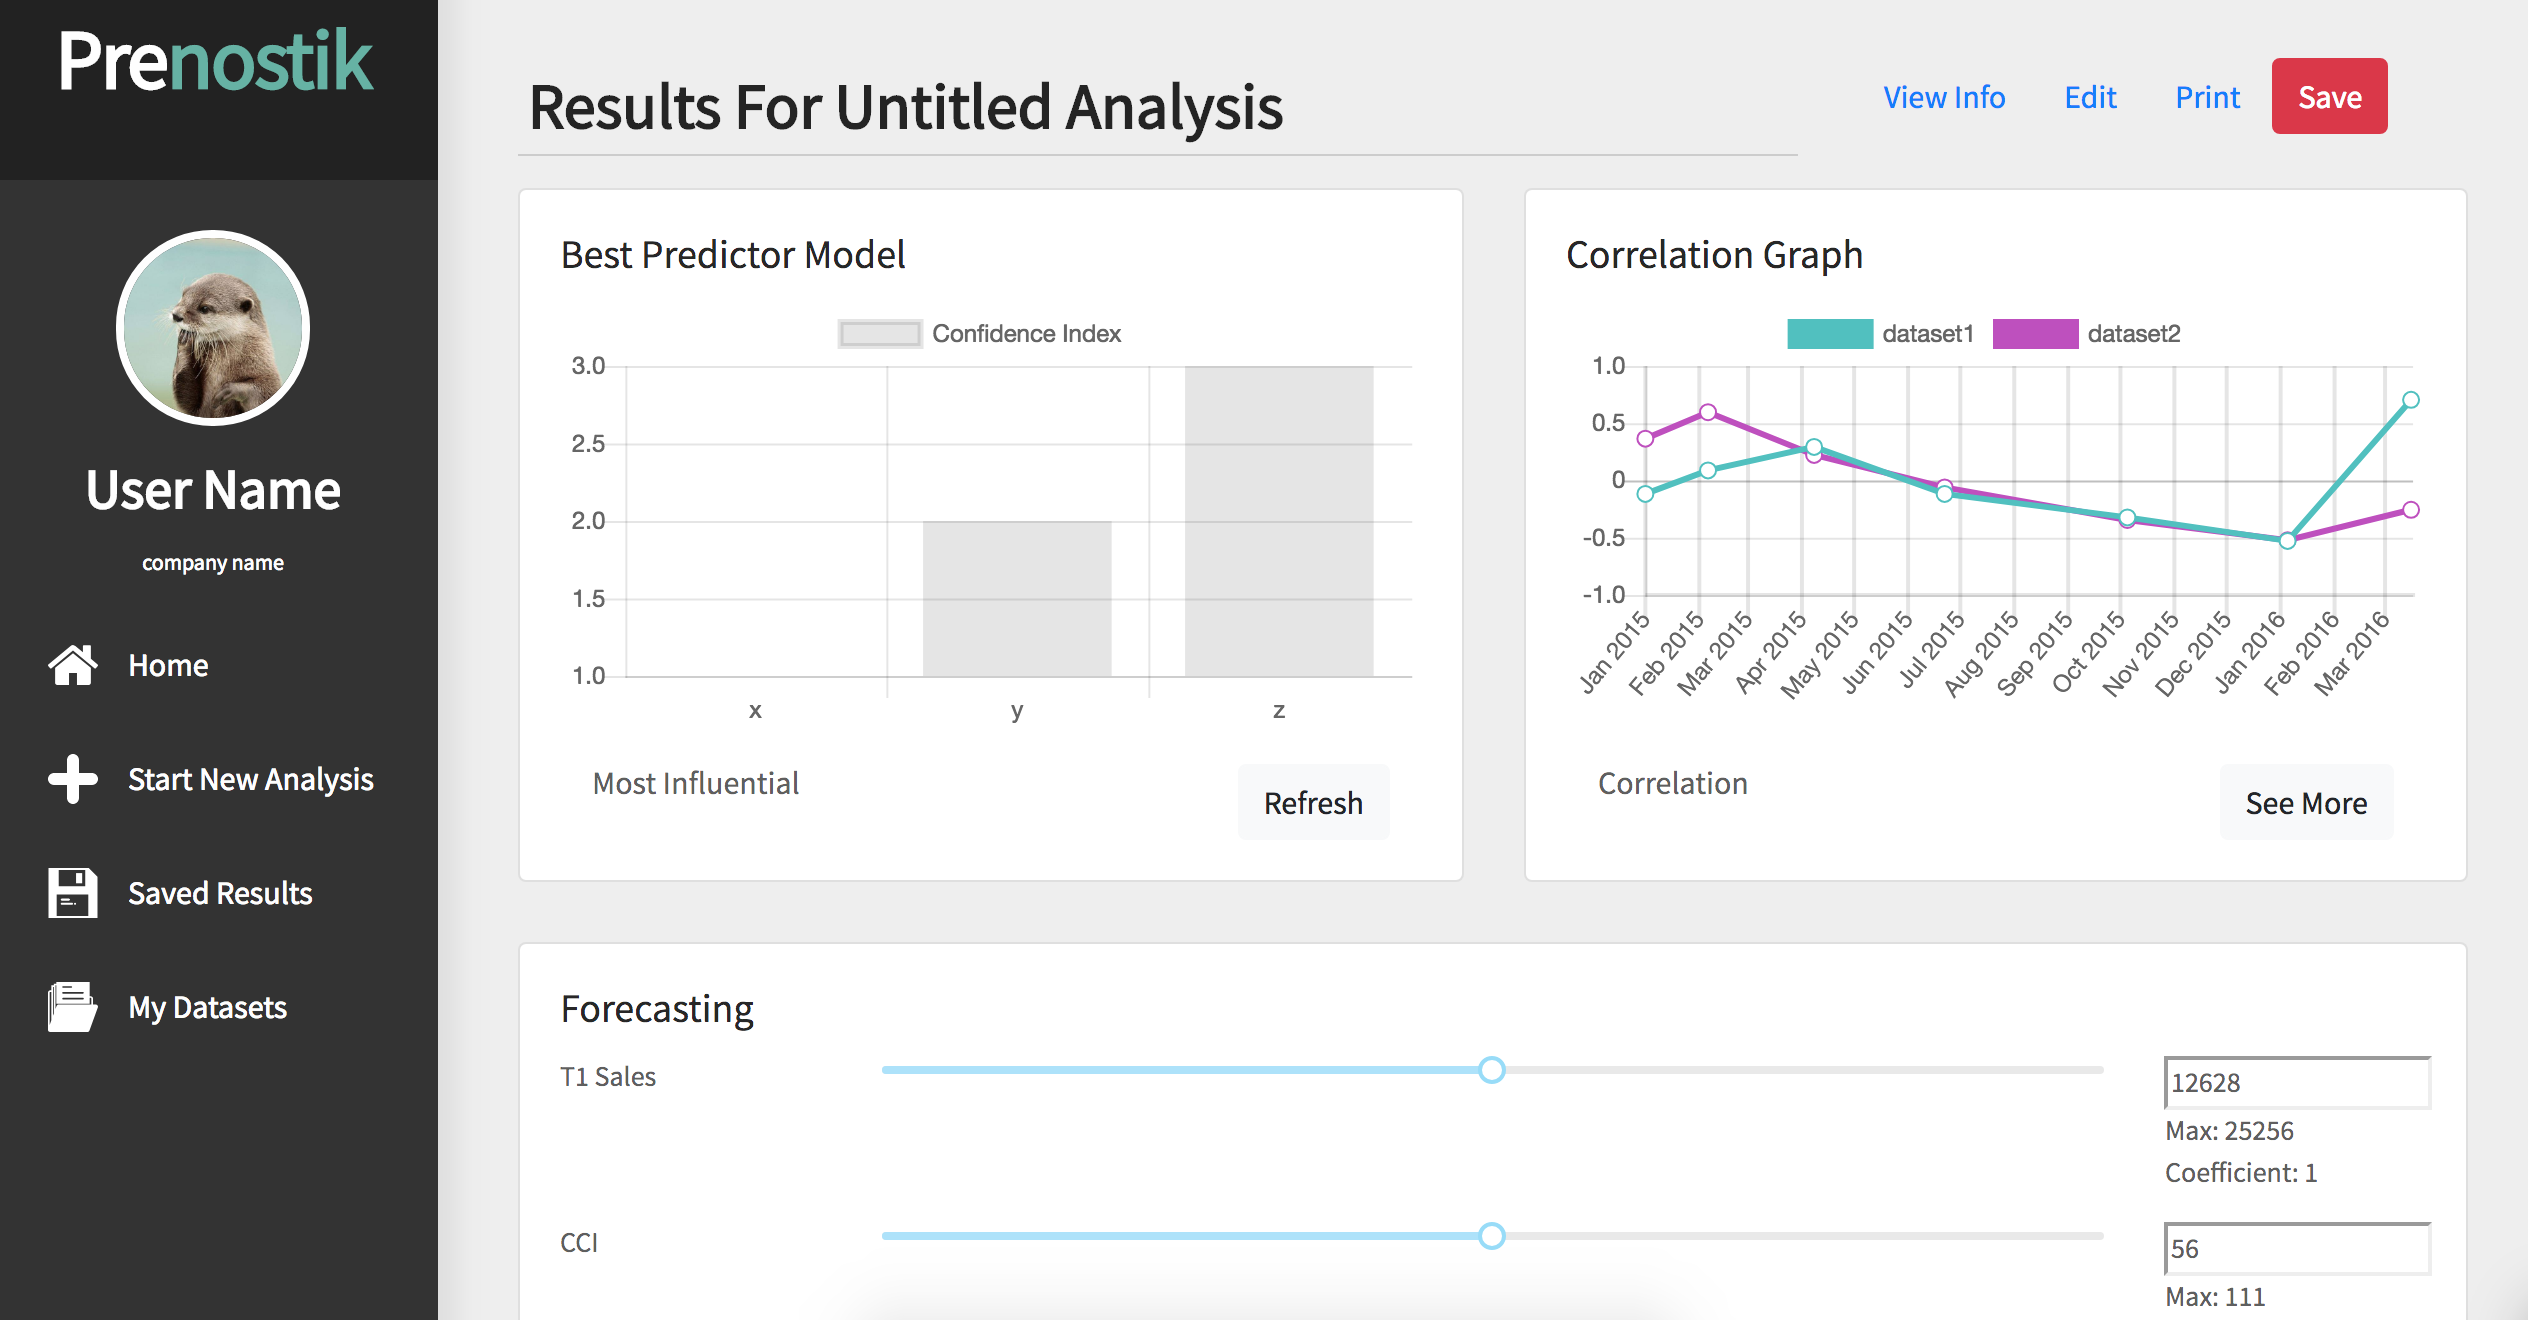 Prenostik
User Name
company name
Home
Start New Analysis
Saved Results
My Datasets
Results For Untitled Analysis
View Info Edit Print Save
Best Predictor Model
Confidence Index
3.0
2.5
2.0
1.5
1.0
x y z
Most Influential
Refresh
Correlation Graph
dataset1 dataset2
1.0
0.5
0
-0.5
-1.0
Jan 2015 Feb 2015 Mar 2015 Apr 2015 May 2015 Jun 2015 Jul 2015 Aug 2015 Sep 2015 Oct 2015 Nov 2015 Dec 2015 Jan 2016 Feb 2016 Mar 2016
Correlation
See More
Forecasting
T1 Sales
12628
Max: 25256
Coefficient: 1
CCI
56
Max: 111